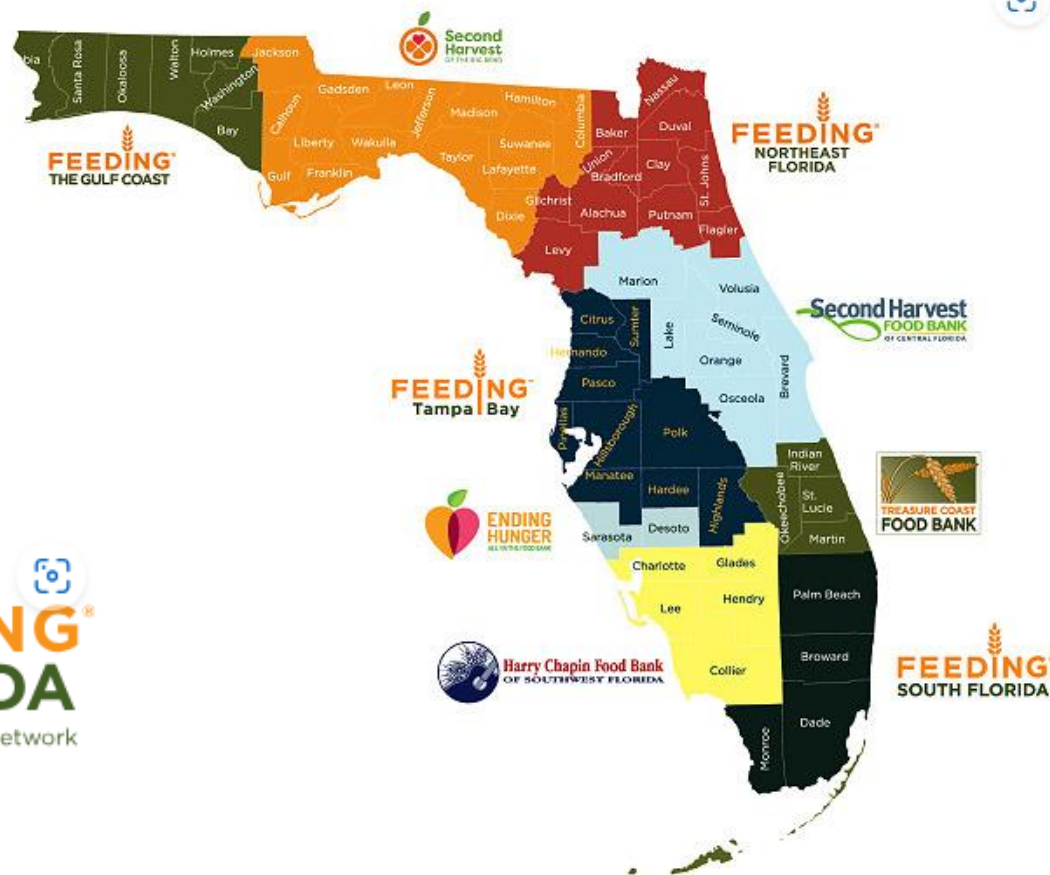 Second
Harvest
OF THE BIG BEND
bia
Santa Rosa
Okaloosa
Walton
Holmes
Washington
Bay
Jackson
Calhoun
Gadsden
Leon
Liberty
Wakulla
Gulf
Franklin
Jefferson
Madison
Hamilton
Columbia
Taylor
Suwanee
Lafayette
Dixie
FEEDING®
THE GULF COAST
Nassau
Baker
Duval
Union
Bradford
Clay
St. Johns
Gilchrist
Alachua
Putnam
Flagler
Levy
FEEDING®
NORTHEAST
FLORIDA
Marion
Volusia
Lake
Seminole
Orange
Osceola
Brevard
Second Harvest
FOOD BANK
OF CENTRAL FLORIDA
Citrus
Sumter
Hernando
Pasco
Pinellas
Hillsborough
Polk
Manatee
Hardee
Highlands
FEEDING™
Tampa Bay
Indian
River
Okeechobee
St.
Lucie
Martin
TREASURE COAST
FOOD BANK
ENDING
HUNGER
Sarasota
Desoto
Charlotte
Glades
Lee
Hendry
Collier
Harry Chapin Food Bank
OF SOUTHWEST FLORIDA
Palm Beach
Broward
Dade
Monroe
FEEDING
SOUTH FLORIDA
NG®
DA
etwork